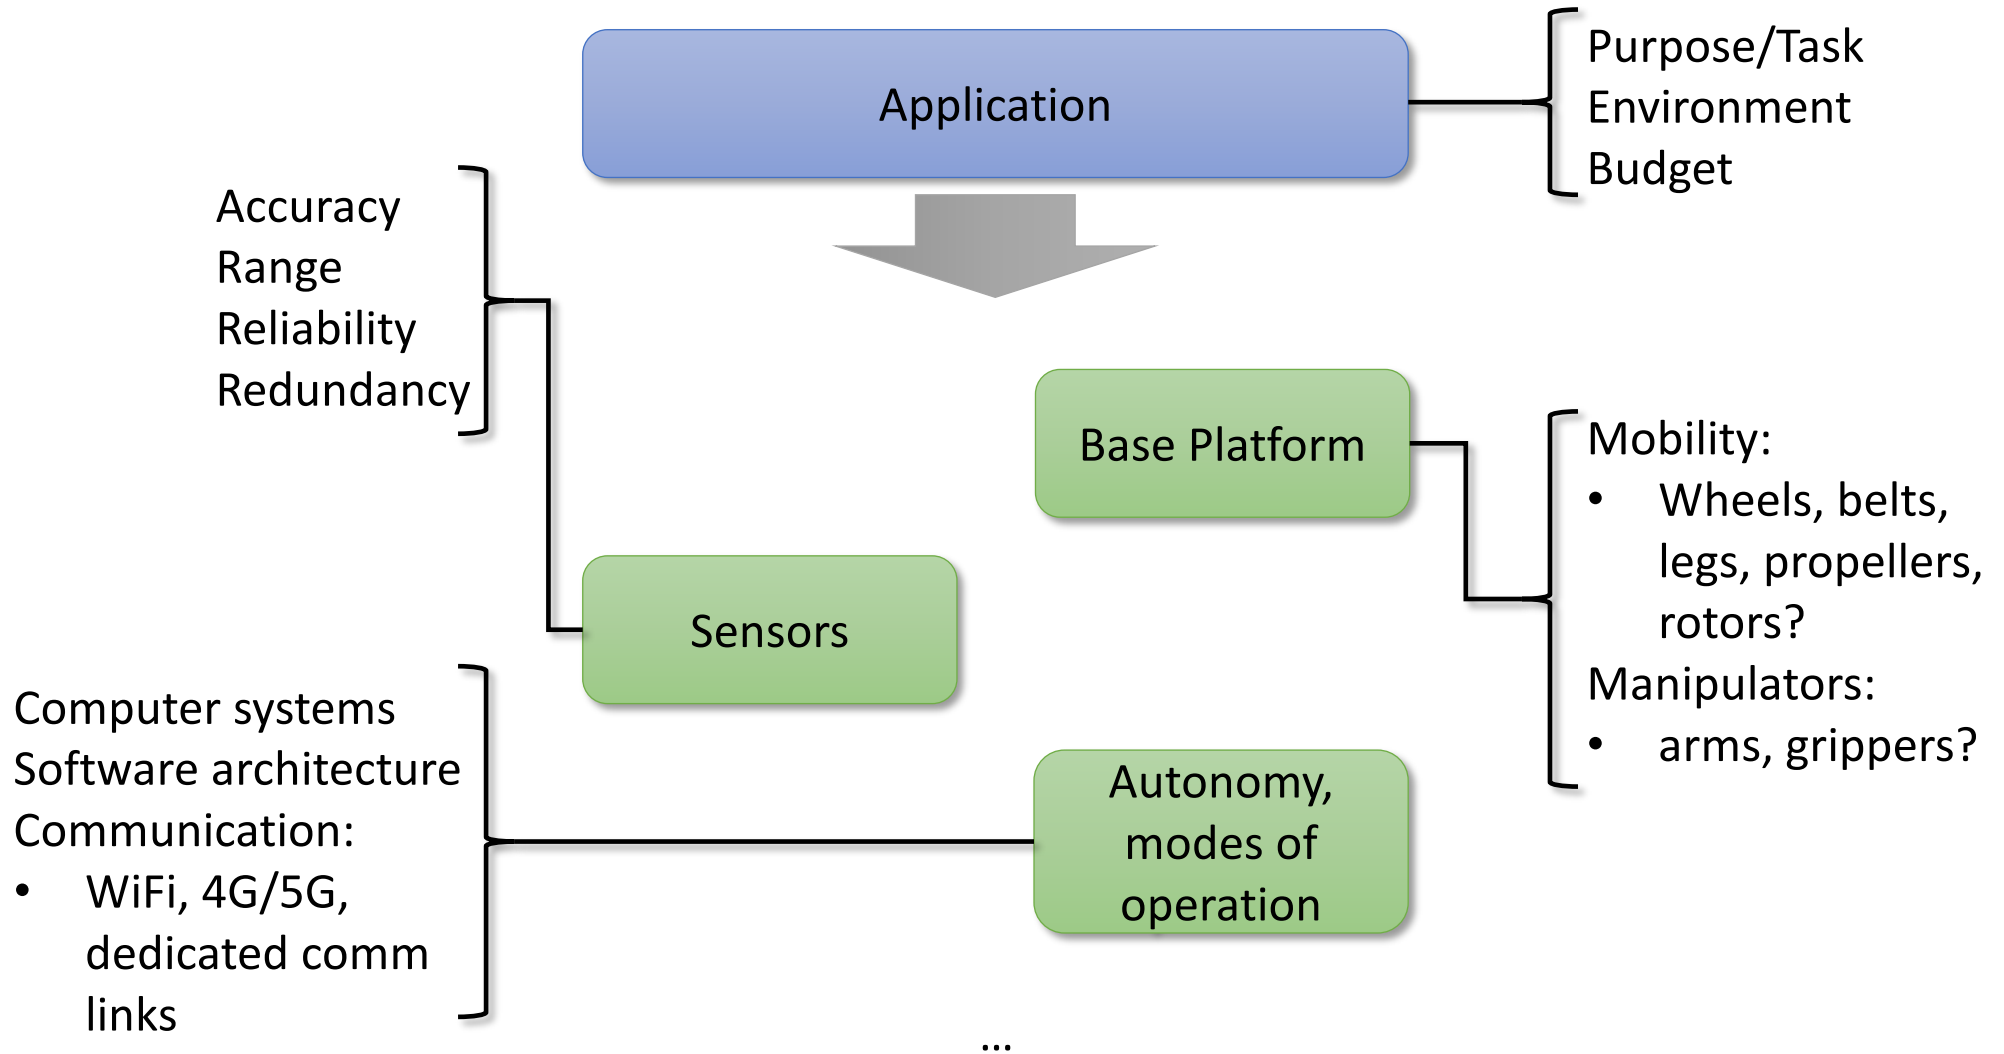 Application
Purpose/Task
Environment
Budget
Accuracy
Range
Reliability
Redundancy
Base Platform
Mobility:
• Wheels, belts,
legs, propellers,
rotors?
Manipulators:
• arms, grippers?
Sensors
Computer systems
Software architecture
Communication:
• WiFi, 4G/5G,
dedicated comm
links
Autonomy,
modes of
operation
...